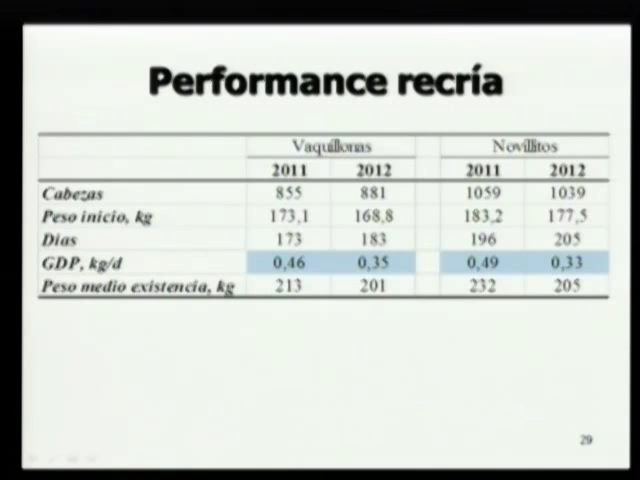 Performance recría
Vaquillonas Novillitos
2011 2012 2011 2012
Cabezas 855 881 1059 1039
Peso inicio, kg 173,1 168,8 183,2 177,5
Dias 173 183 196 205
GDP, kg/d 0,46 0,35 0,49 0,33
Peso medio existencia, kg 213 201 232 205
29